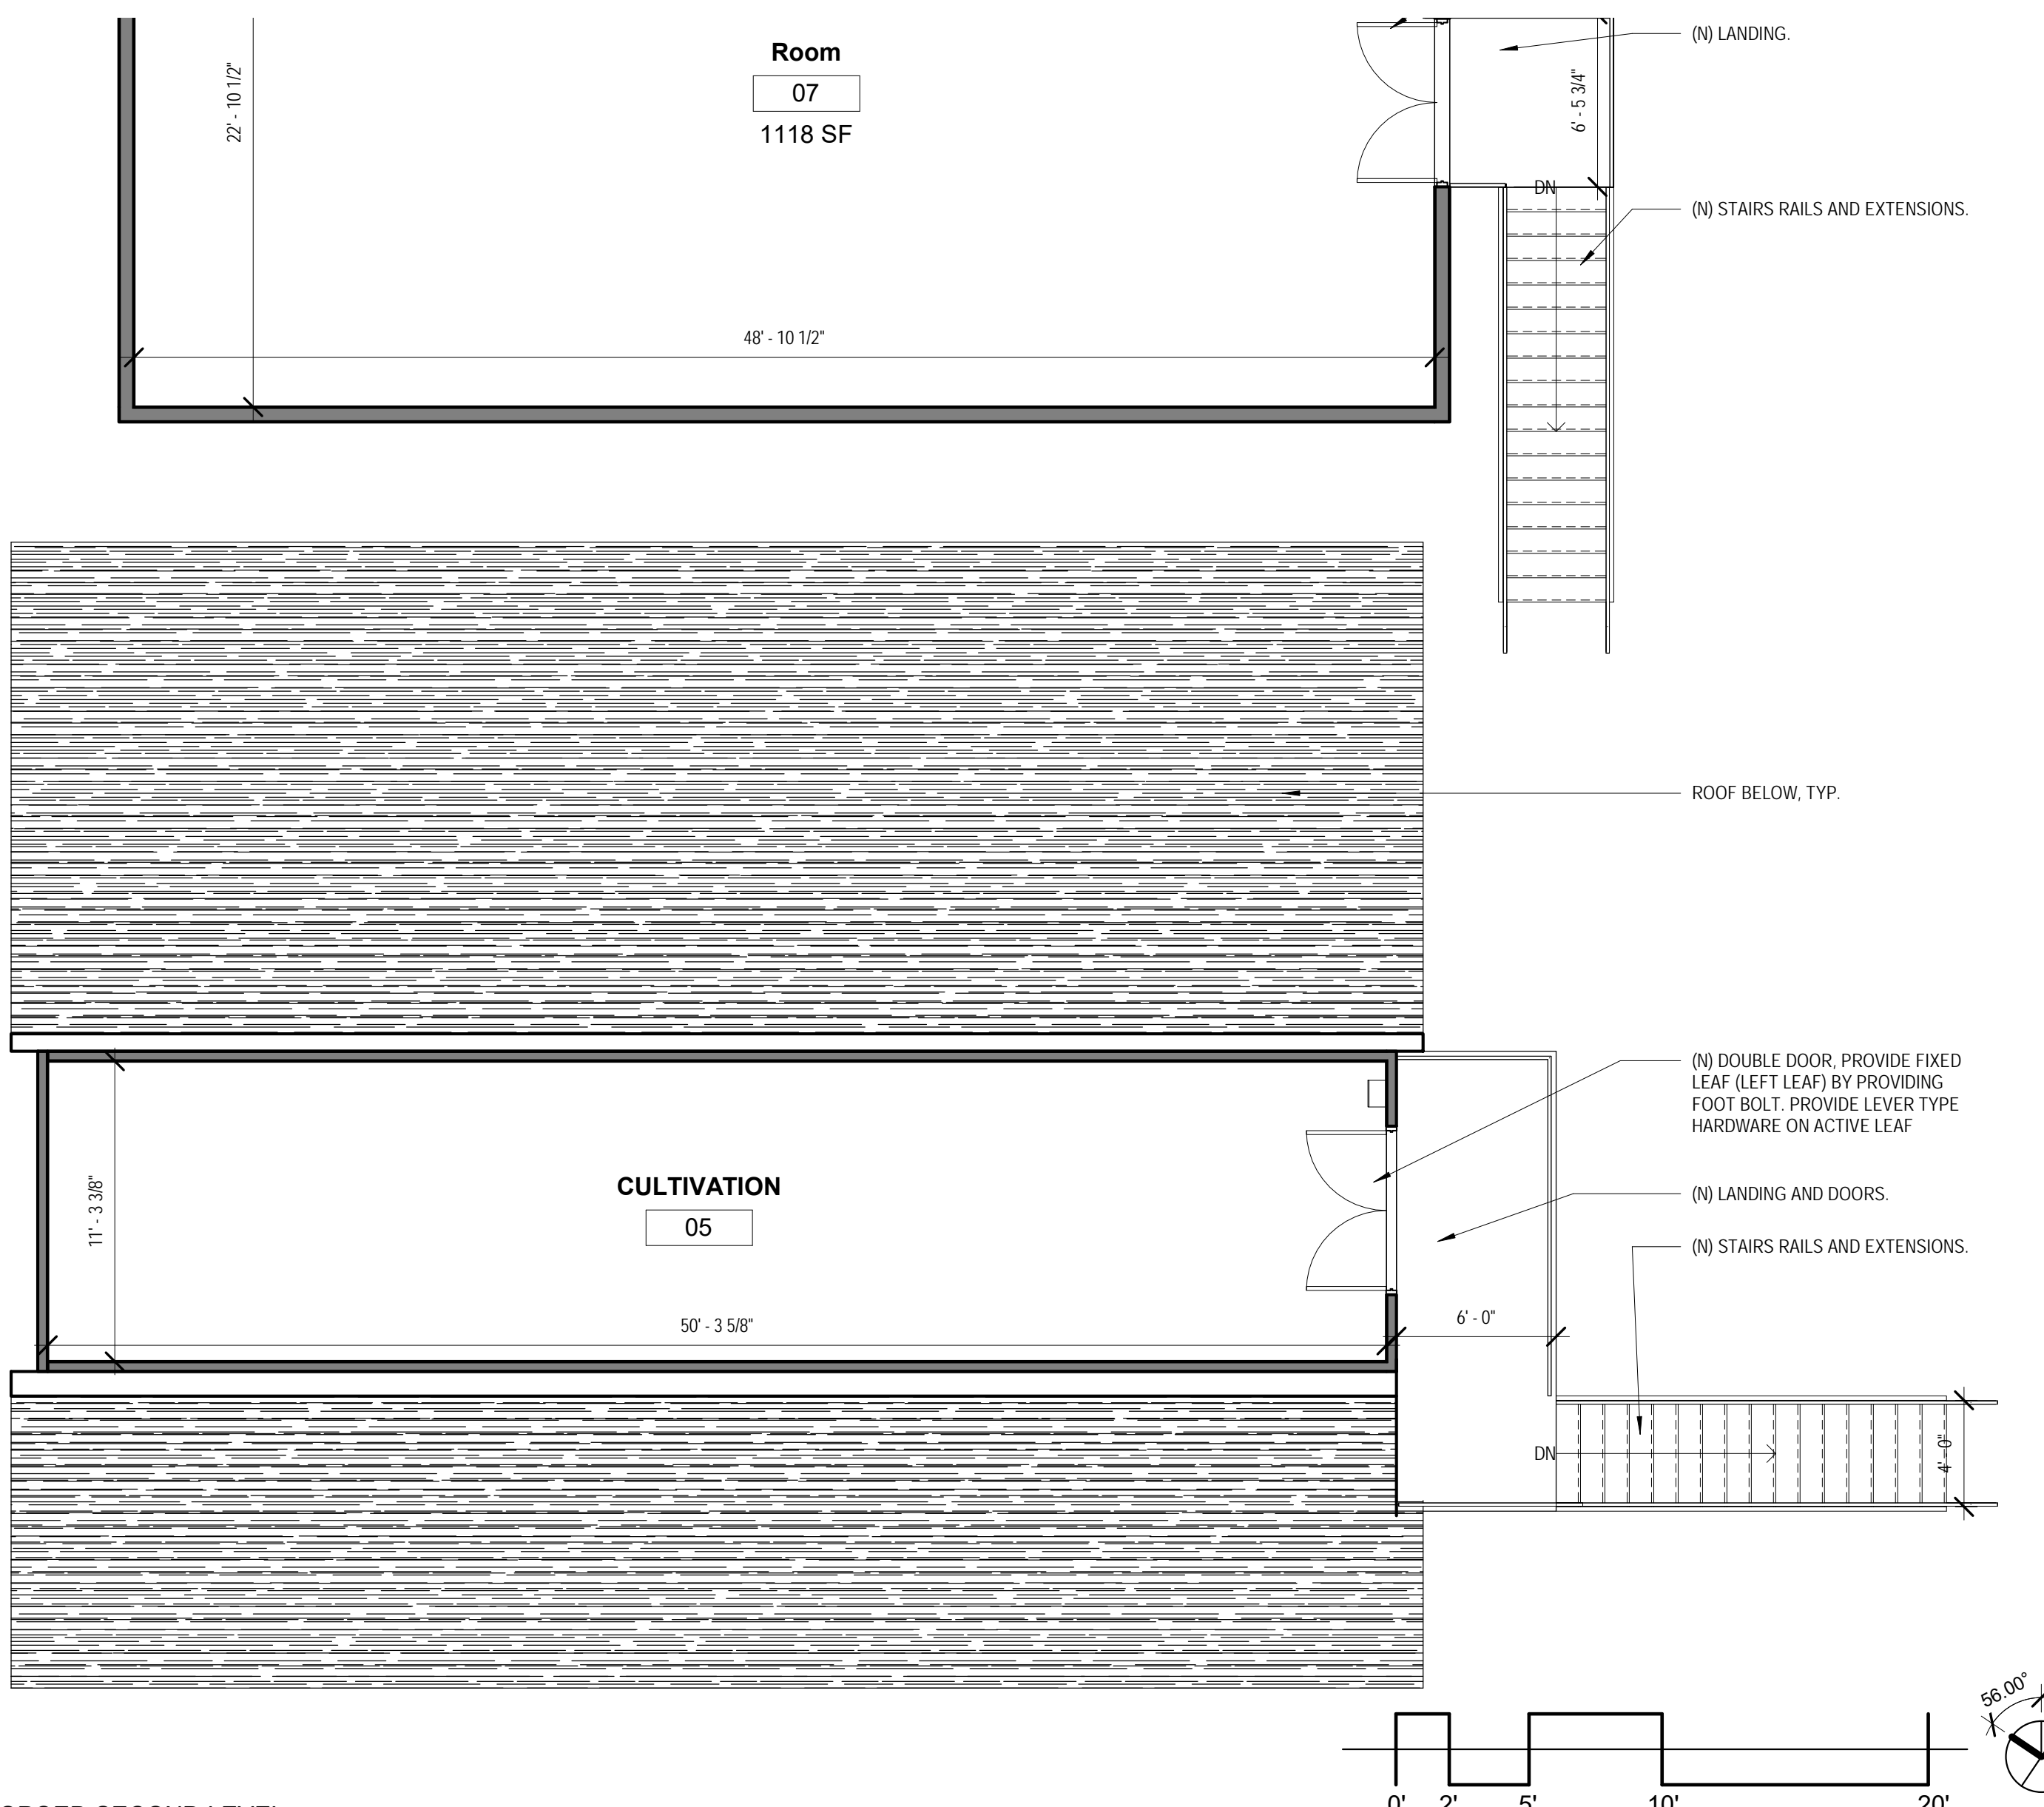 Room
07
1118 SF
22' - 10 1/2"
48' - 10 1/2"
6' - 5 3/4"
DN
(N) LANDING.
(N) STAIRS RAILS AND EXTENSIONS.
ROOF BELOW, TYP.
(N) DOUBLE DOOR, PROVIDE FIXED
LEAF (LEFT LEAF) BY PROVIDING
FOOT BOLT. PROVIDE LEVER TYPE
HARDWARE ON ACTIVE LEAF
(N) LANDING AND DOORS.
(N) STAIRS RAILS AND EXTENSIONS.
CULTIVATION
05
11' - 3 3/8"
50' - 3 5/8"
6' - 0"
DN
4' - 0"
56.00°
0' 2' 5' 10' 20'